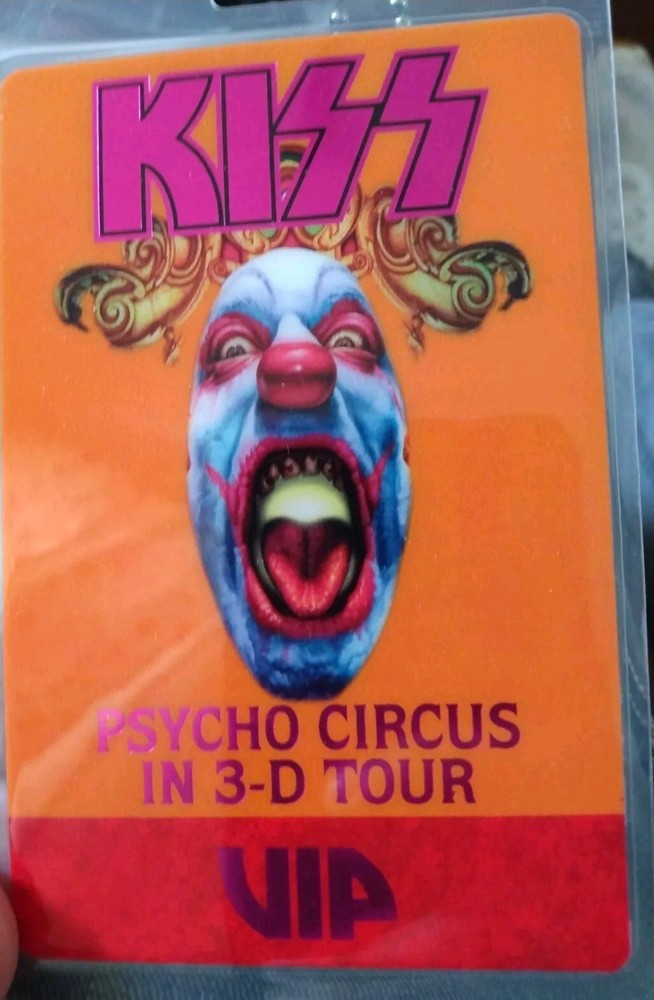 KISS
PSYCHO CIRCUS
IN 3-D TOUR
VIP